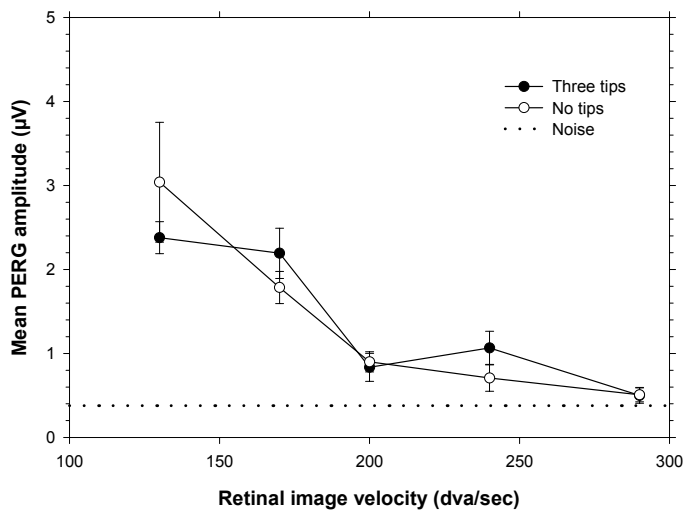 5
4
3
2
1
0
Mean PERG amplitude (µV)
Three tips
No tips
Noise
100
150
200
250
300
Retinal image velocity (dva/sec)